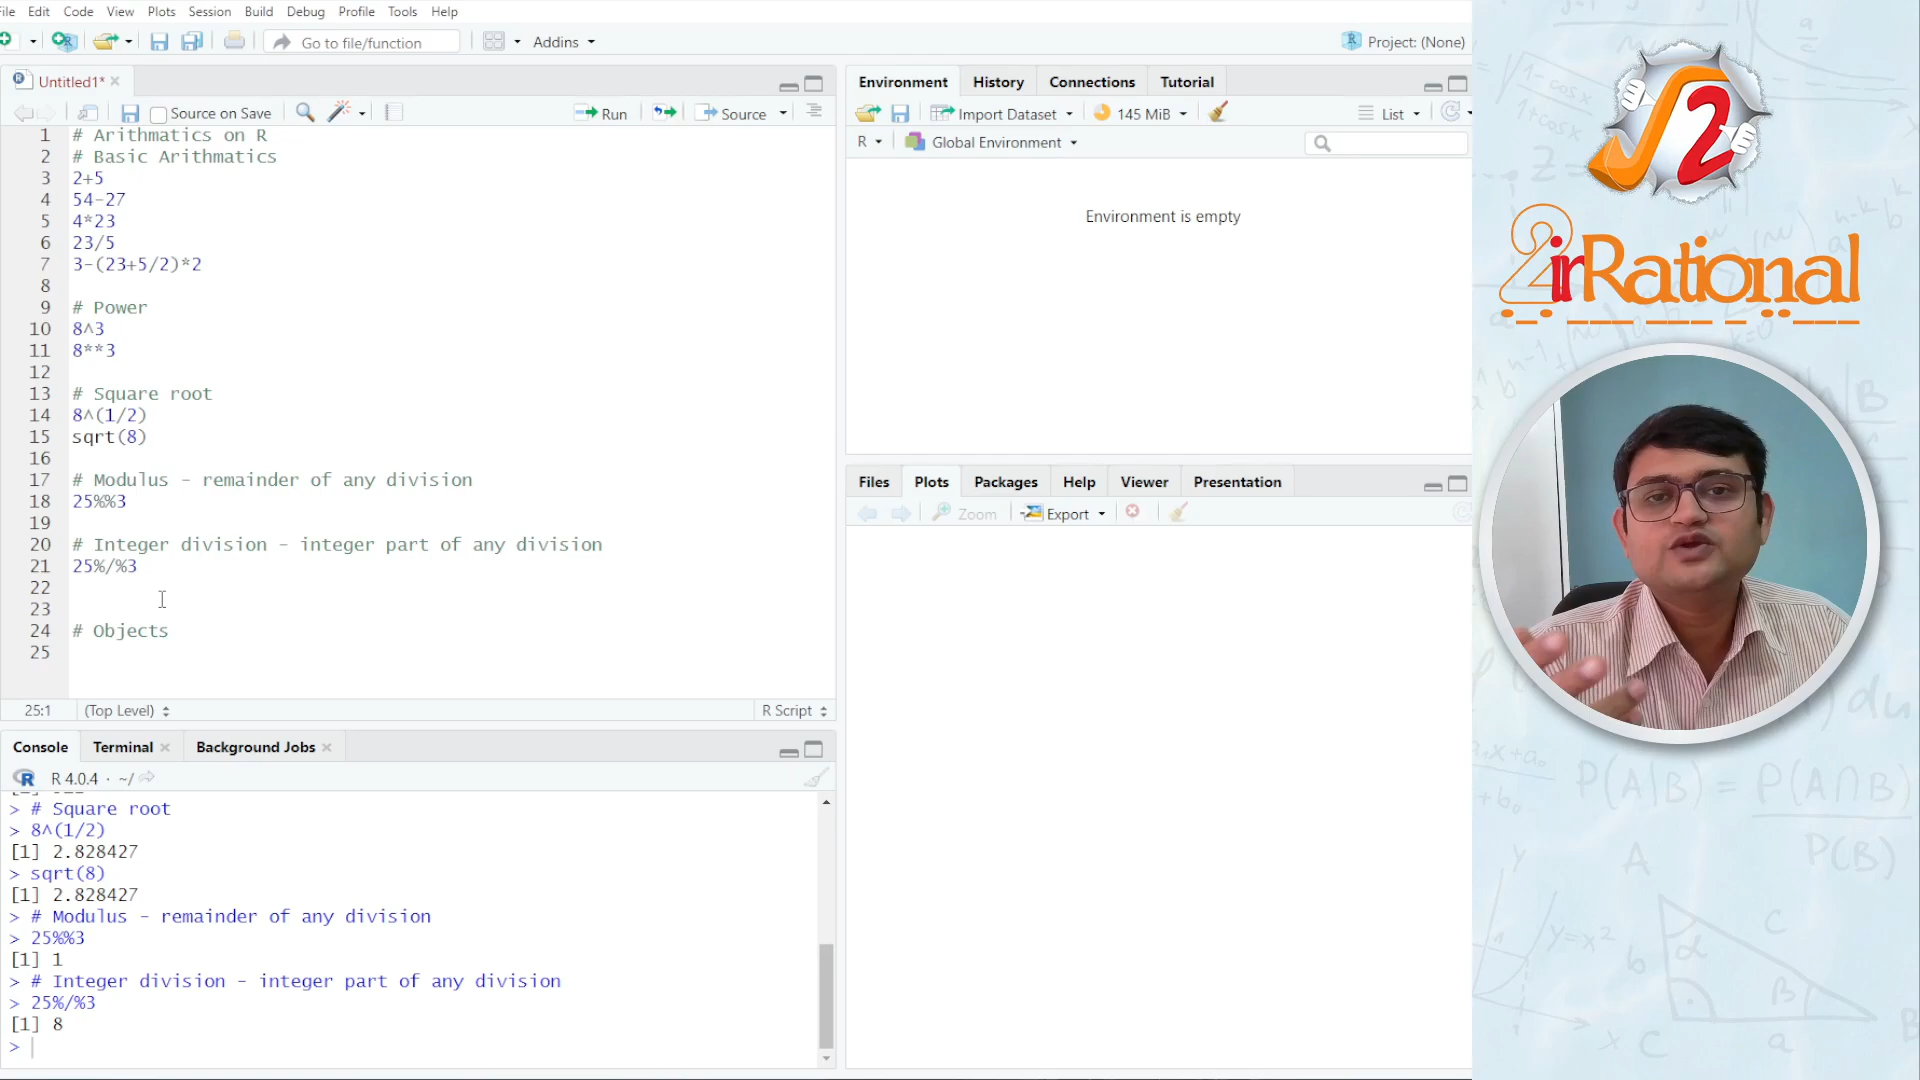 File Edit Code View Plots Session Build Debug Profile Tools Help
Go to file/function Addins Project: (None)
Untitled1*
Source on Save Run Source
1 # Arithmatics on R
2 # Basic Arithmatics
3 2+5
4 54-27
5 4*23
6 23/5
7 3-(23+5/2)*2
8
9 # Power
10 8^3
11 8**3
12
13 # Square root
14 8^(1/2)
15 sqrt(8)
16
17 # Modulus - remainder of any division
18 25%%3
19
20 # Integer division - integer part of any division
21 25%/%3
22
23
24 # Objects
25
25:1 (Top Level) R Script
Console Terminal Background Jobs
R 4.0.4 · ~/
> # Square root
> 8^(1/2)
[1] 2.828427
> sqrt(8)
[1] 2.828427
> # Modulus - remainder of any division
> 25%%3
[1] 1
> # Integer division - integer part of any division
> 25%/%3
[1] 8
>
Environment History Connections Tutorial
Import Dataset 145 MiB List
R Global Environment
Environment is empty
Files Plots Packages Help Viewer Presentation
Zoom Export
√2
2irRational
P(A|B) = P(A∩B)
P(B)
y=x²
A
C
b
α
B
C
a